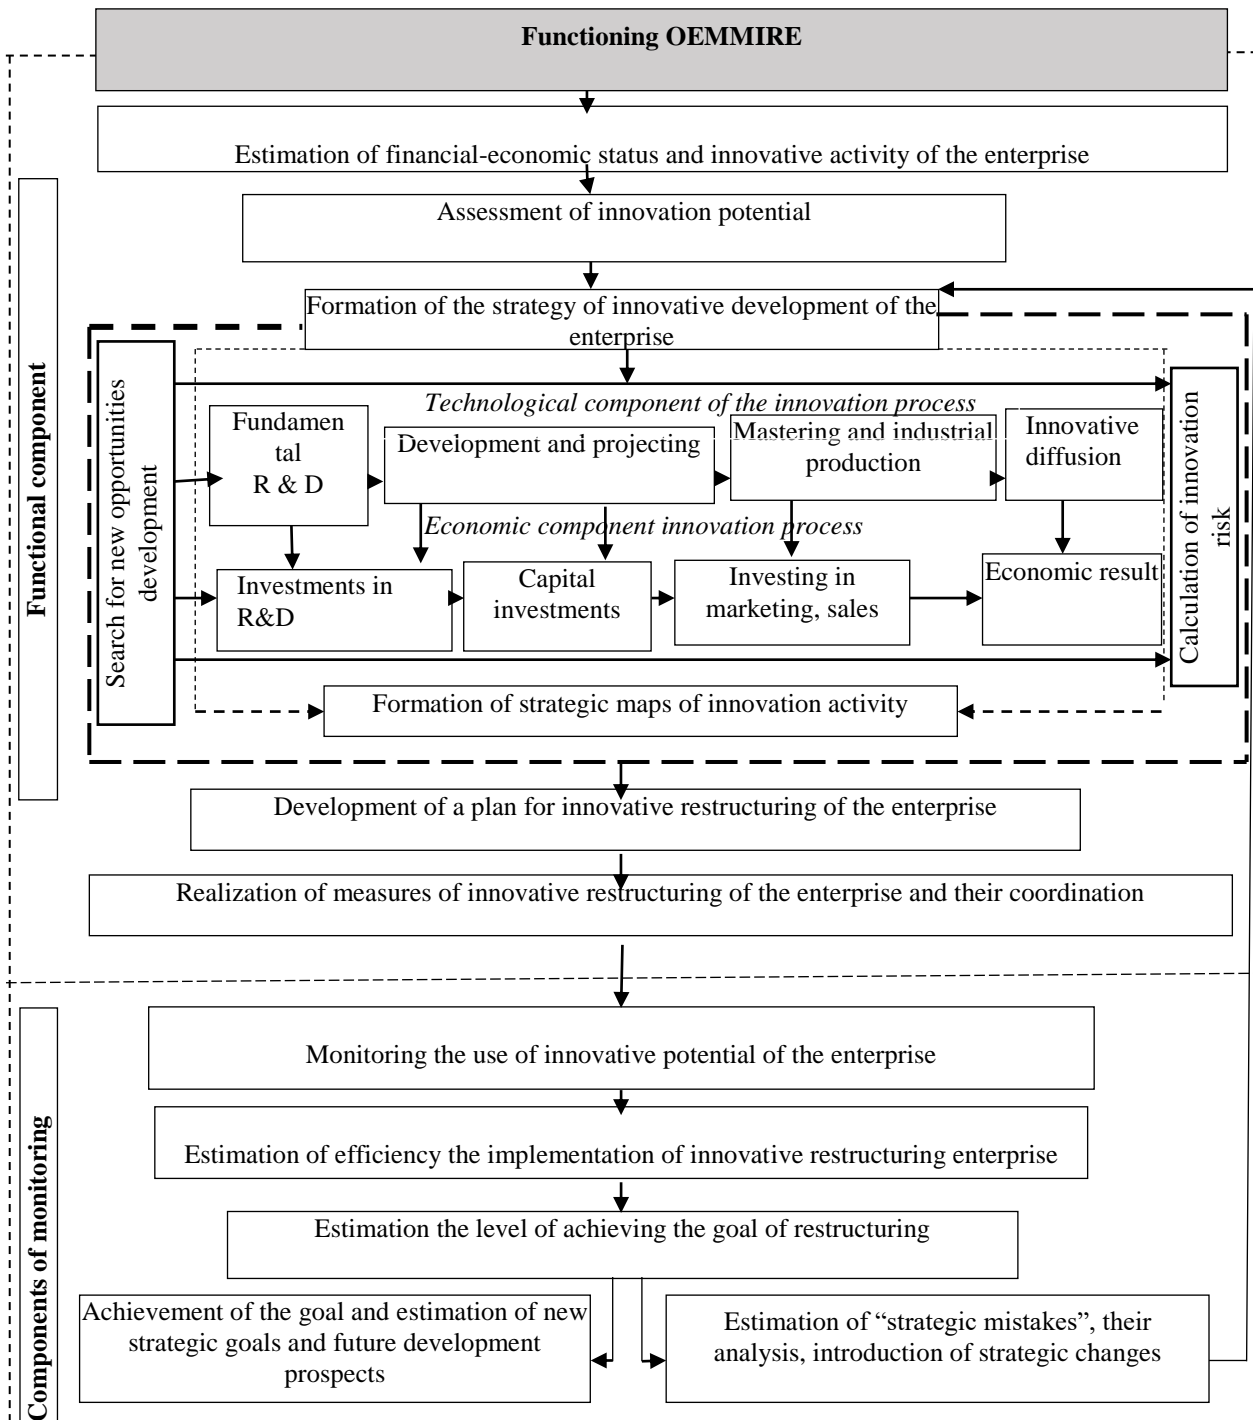 Functioning OEMMIRE
Estimation of financial-economic status and innovative activity of the enterprise
Assessment of innovation potential
Formation of the strategy of innovative development of the
enterprise
Functional component
Search for new opportunities
development
Technological component of the innovation process
Fundamen
tal
R & D
Development and projecting
Mastering and industrial
production
Innovative
diffusion
Economic component innovation process
Investments in
R&D
Capital
investments
Investing in
marketing, sales
Economic result
Calculation of innovation
risk
Formation of strategic maps of innovation activity
Development of a plan for innovative restructuring of the enterprise
Realization of measures of innovative restructuring of the enterprise and their coordination
Components of monitoring
Monitoring the use of innovative potential of the enterprise
Estimation of efficiency the implementation of innovative restructuring enterprise
Estimation the level of achieving the goal of restructuring
Achievement of the goal and estimation of new
strategic goals and future development
prospects
Estimation of “strategic mistakes”, their
analysis, introduction of strategic changes